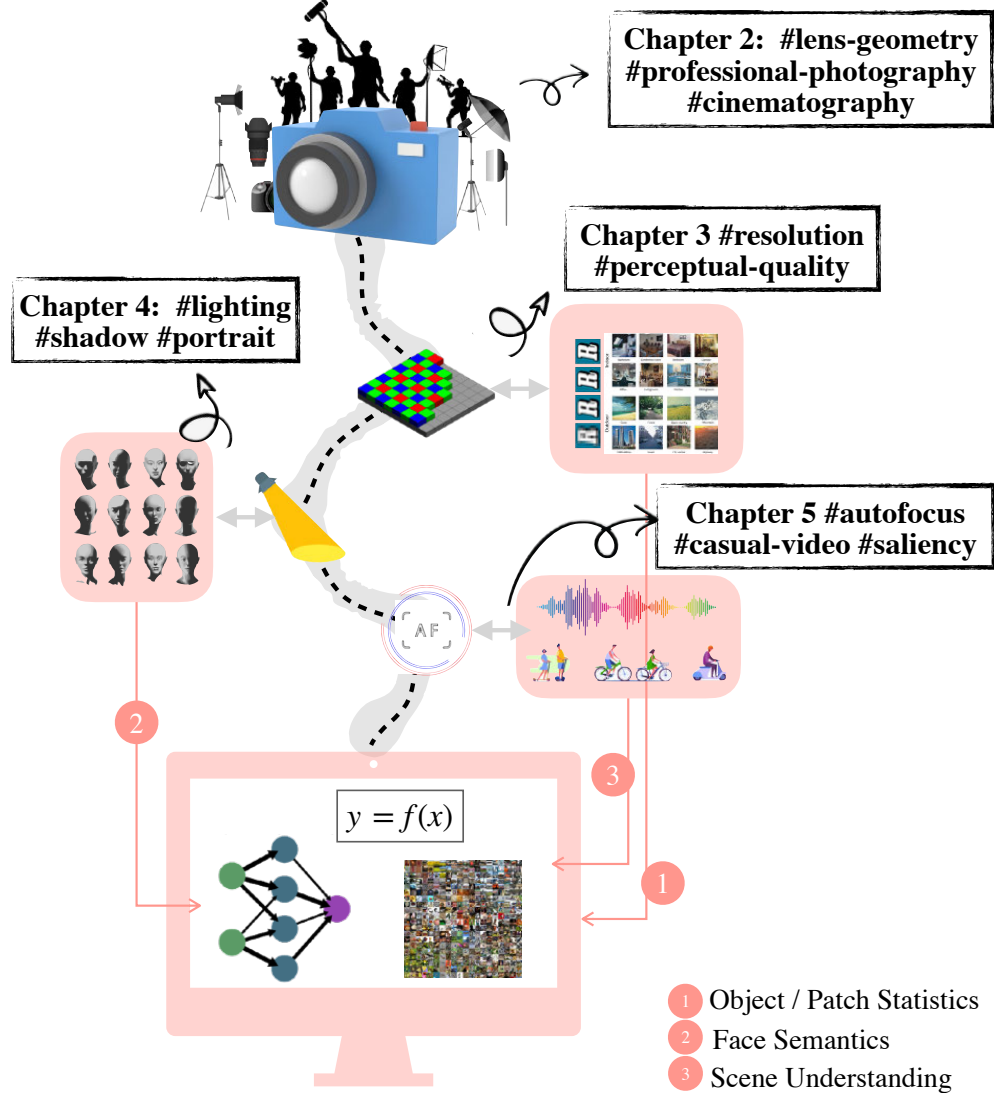 Chapter 2: #lens-geometry
#professional-photography
#cinematography
Chapter 3 #resolution
#perceptual-quality
Chapter 4: #lighting
#shadow #portrait
R R R R
Chapter 5 #autofocus
#casual-video #saliency
AF
2
3
y = f(x)
1
1 Object / Patch Statistics
2 Face Semantics
3 Scene Understanding